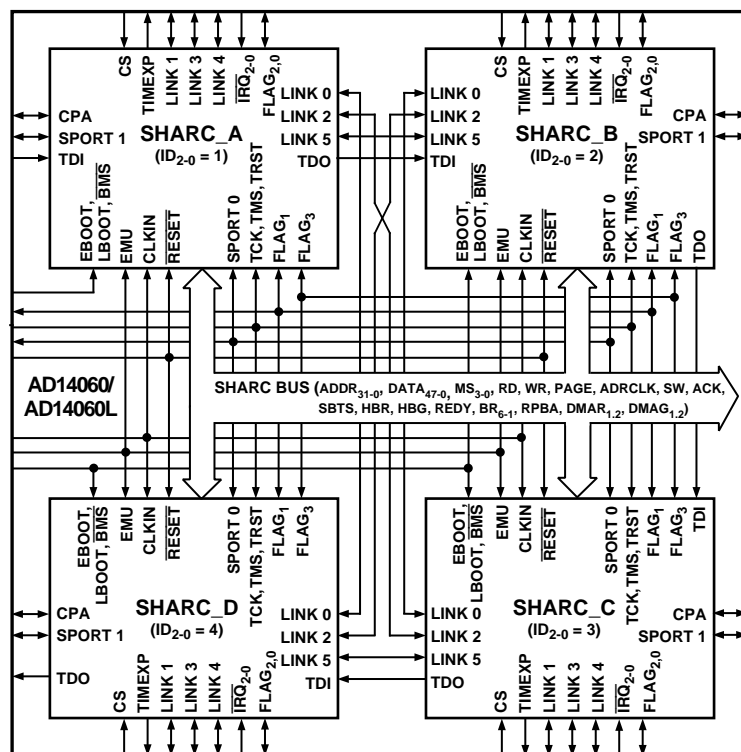 CS
TIMEXP
LINK 1
LINK 3
LINK 4
IRQ2-0
FLAG2,0
CPA
SPORT 1
TDI
SHARC_A
(ID2-0 = 1)
LINK 0
LINK 2
LINK 5
TDO
EBOOT,
LBOOT, BMS
EMU
CLKIN
RESET
SPORT 0
TCK, TMS, TRST
FLAG1
FLAG3
CS
TIMEXP
LINK 1
LINK 3
LINK 4
IRQ2-0
FLAG2,0
LINK 0
LINK 2
LINK 5
TDI
SHARC_B
(ID2-0 = 2)
CPA
SPORT 1
EBOOT,
LBOOT, BMS
EMU
CLKIN
RESET
SPORT 0
TCK, TMS, TRST
FLAG1
FLAG3
TDO
AD14060/
AD14060L
SHARC BUS (ADDR31-0, DATA47-0, MS3-0, RD, WR, PAGE, ADRCLK, SW, ACK,
SBTS, HBR, HBG, REDY, BR6-1, RPBA, DMAR1.2, DMAG1.2)
EBOOT,
LBOOT, BMS
EMU
CLKIN
RESET
SPORT 0
TCK, TMS, TRST
FLAG1
FLAG3
CPA
SPORT 1
TDO
SHARC_D
(ID2-0 = 4)
LINK 0
LINK 2
LINK 5
TDI
CS
TIMEXP
LINK 1
LINK 3
LINK 4
IRQ2-0
FLAG2,0
EBOOT,
LBOOT, BMS
EMU
CLKIN
RESET
SPORT 0
TCK, TMS, TRST
FLAG1
FLAG3
TDI
LINK 0
LINK 2
LINK 5
TDO
SHARC_C
(ID2-0 = 3)
CPA
SPORT 1
CS
TIMEXP
LINK 1
LINK 3
LINK 4
IRQ2-0
FLAG2,0